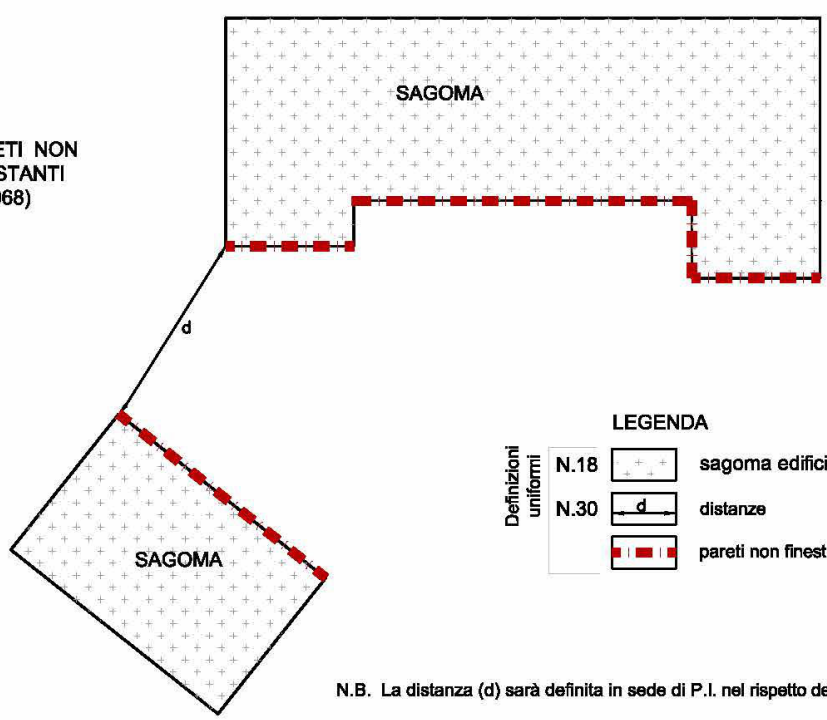 SAGOMA
ETI NON
STANTI
968)
d
SAGOMA
LEGENDA
Definizioni
uniformi
N.18 sagoma edifici
N.30 d distanze
pareti non finest
N.B. La distanza (d) sarà definita in sede di P.I. nel rispetto de